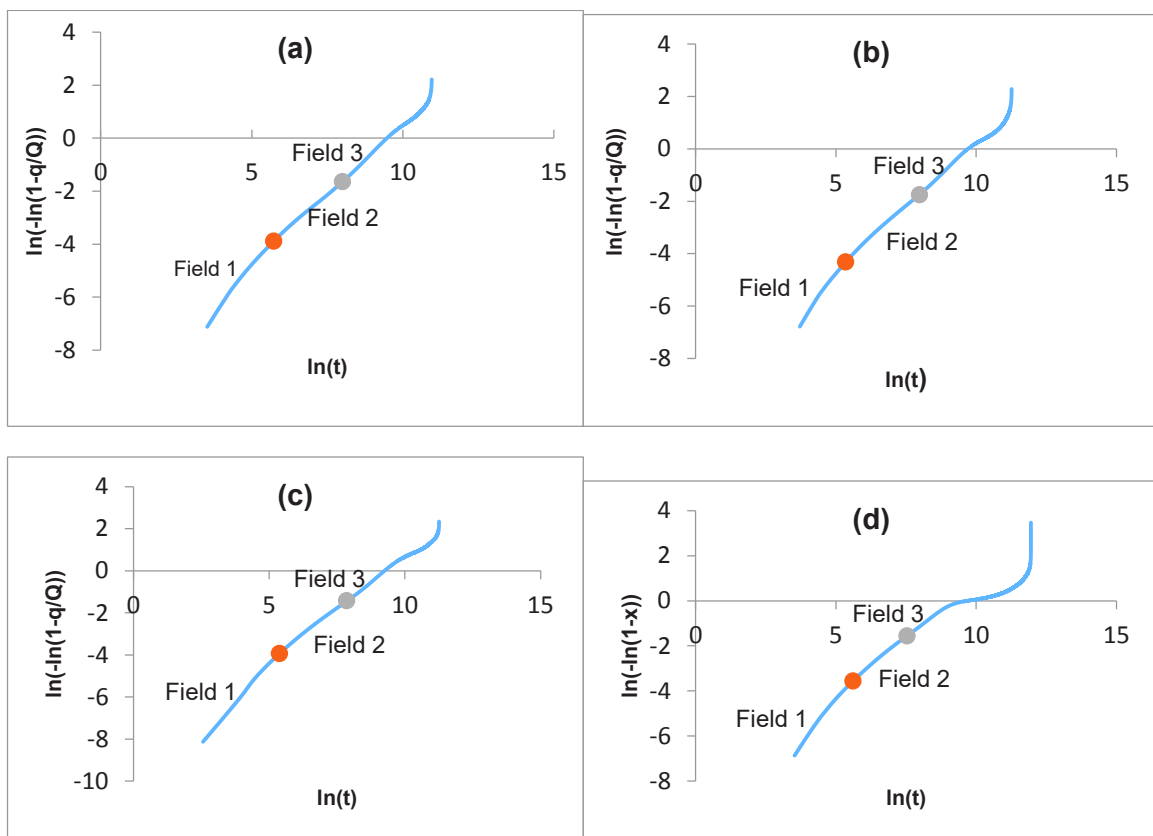 (a)
4
2
0
-2
-4
-6
-8
0
5
10
15
Field 3
Field 2
Field 1
ln(t)
ln(-ln(1-q/Q))
(b)
4
2
0
-2
-4
-6
-8
0
5
10
15
Field 3
Field 2
Field 1
ln(t)
ln(-ln(1-q/Q))
(c)
4
2
0
-2
-4
-6
-8
-10
0
5
10
15
Field 3
Field 2
Field 1
ln(t)
ln(-ln(1-q/Q))
(d)
4
2
0
-2
-4
-6
-8
0
5
10
15
Field 3
Field 2
Field 1
ln(t)
ln(-ln(1-x))